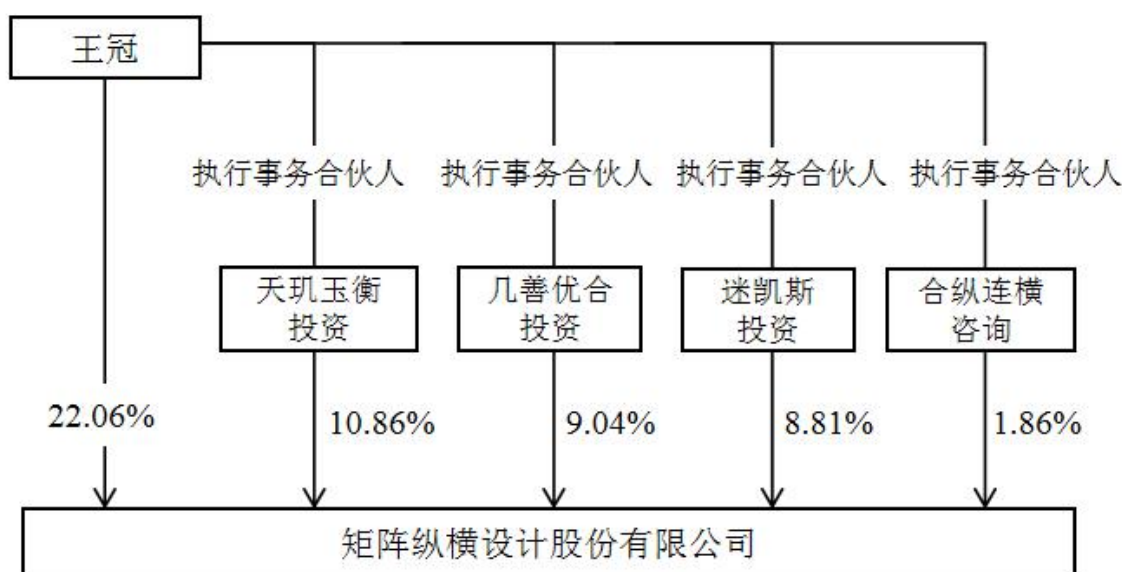 王冠
执行事务合伙人 执行事务合伙人 执行事务合伙人 执行事务合伙人
天玑玉衡
投资
几善优合
投资
迷凯斯
投资
合纵连横
咨询
22.06% 10.86% 9.04% 8.81% 1.86%
矩阵纵横设计股份有限公司